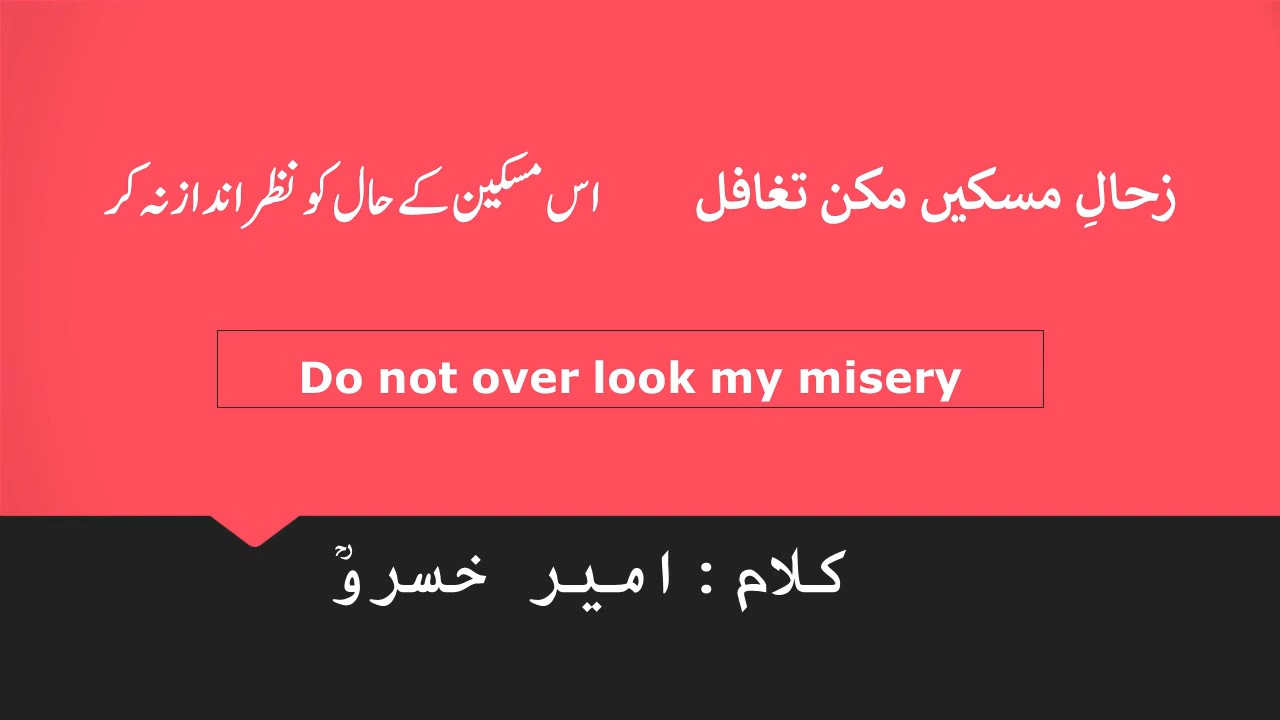 زحالِ مسکیں مکن تغافل اس مسکین کے حال کو نظر انداز نہ کر
Do not over look my misery
کلام : امیر خسروؒ